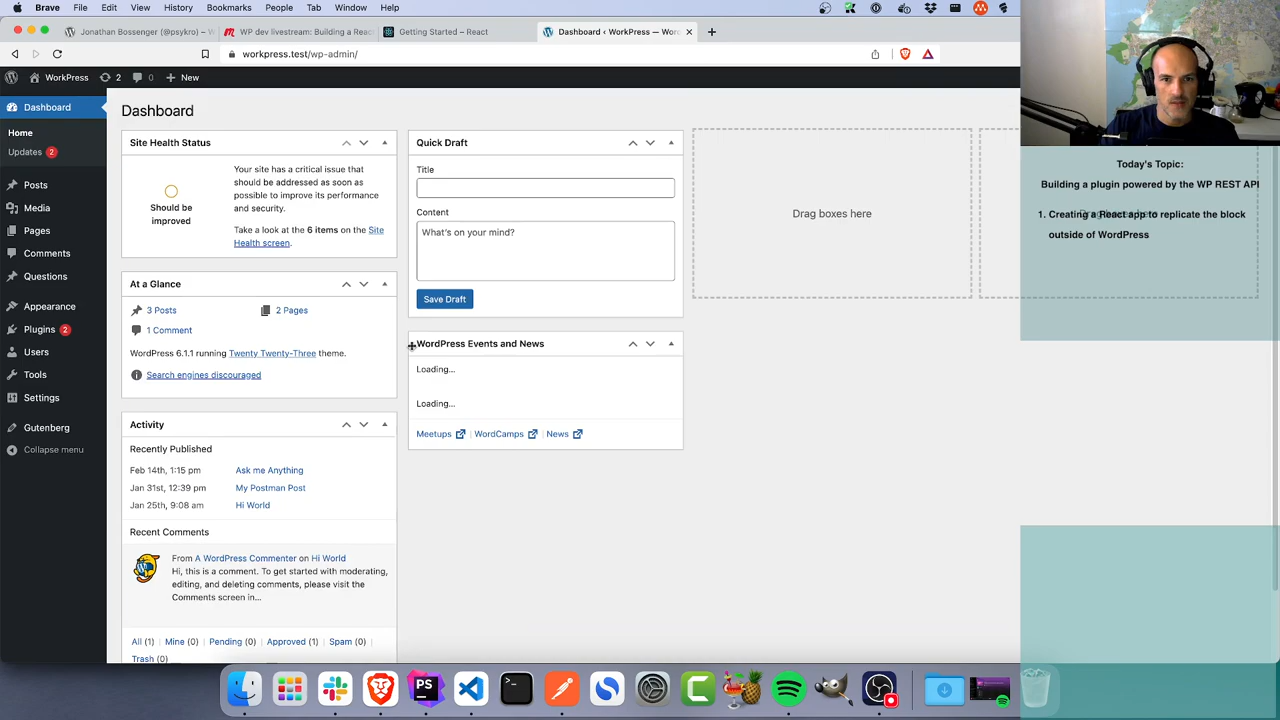 Brave File Edit View History Bookmarks People Tab Window Help
Jonathan Bossenger (@psykro) – W
WP dev livestream: Building a Reac
Getting Started – React
Dashboard ‹ WorkPress — Wor
workpress.test/wp-admin/
WorkPress 2 0 New
Dashboard
Home
Updates 2
Posts
Media
Pages
Comments
Questions
Appearance
Plugins 2
Users
Tools
Settings
Gutenberg
Collapse menu
Dashboard
Site Health Status
Should be
improved
Your site has a critical issue that
should be addressed as soon as
possible to improve its performance
and security.
Take a look at the 6 items on the Site
Health screen.
At a Glance
3 Posts
2 Pages
1 Comment
WordPress 6.1.1 running Twenty Twenty-Three theme.
Search engines discouraged
Activity
Recently Published
Feb 14th, 1:15 pm Ask me Anything
Jan 31st, 12:39 pm My Postman Post
Jan 25th, 9:08 am Hi World
Recent Comments
From A WordPress Commenter on Hi World
Hi, this is a comment. To get started with moderating,
editing, and deleting comments, please visit the
Comments screen in…
All (1) | Mine (0) | Pending (0) | Approved (1) | Spam (0) |
Trash (0)
Quick Draft
Title
Content
What's on your mind?
Save Draft
WordPress Events and News
Loading…
Loading…
Meetups | WordCamps | News
Drag boxes here
Today's Topic:
Building a plugin powered by the WP REST API
1. Creating a React app to replicate the block
outside of WordPress
PS